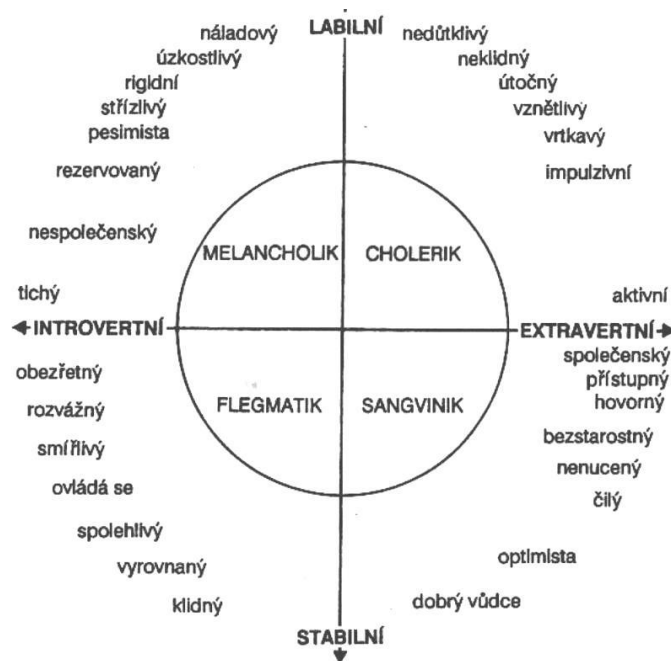 náladový LABILNÍ nedůtklivý
úzkostlivý neklidný
rigidní útočný
střízlivý vznětlivý
pesimista vrtkavý
rezervovaný impulzivní
nespolečenský
MELANCHOLIK CHOLERIK
tichý aktivní
INTROVERTNÍ EXTRAVERTNÍ
společenský
obezřetný přístupný
rozvážný FLEGMATIK SANGVINIK hovorný
smířlivý bezstarostný
nenucený
ovládá se čilý
spolehlivý
vyrovnaný optimista
klidný dobrý vůdce
STABILNÍ